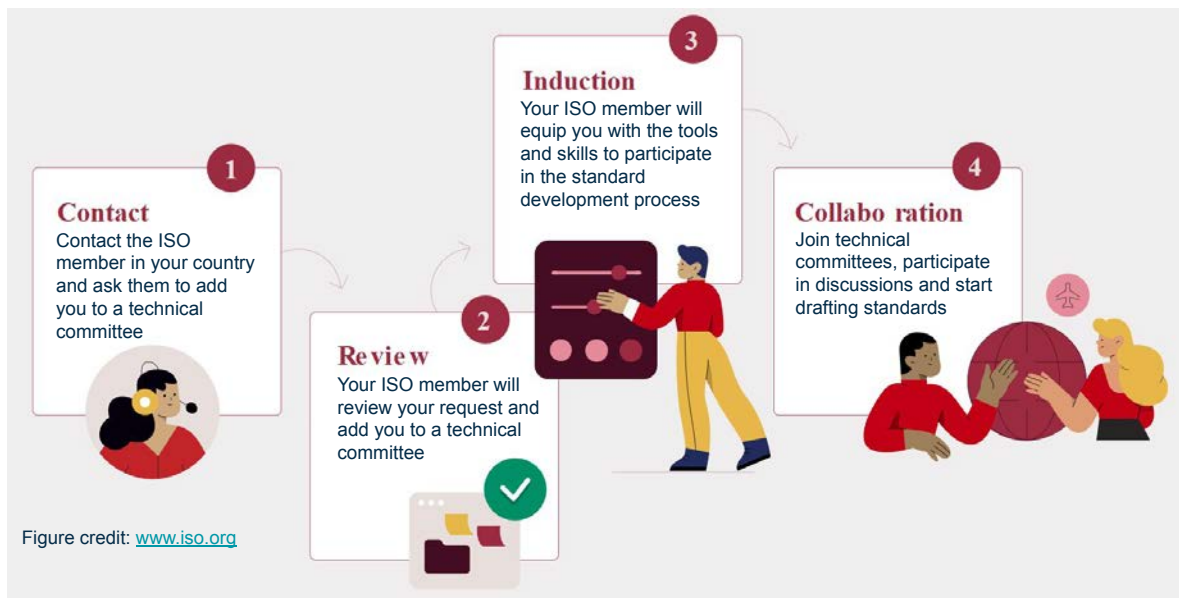 1
Contact
Contact the ISO
member in your country
and ask them to add
you to a technical
committee
2
Review
Your ISO member will
review your request and
add you to a technical
committee
3
Induction
Your ISO member will
equip you with the tools
and skills to participate
in the standard
development process
4
Collabo ration
Join technical
committees, participate
in discussions and start
drafting standards
Figure credit: www.iso.org